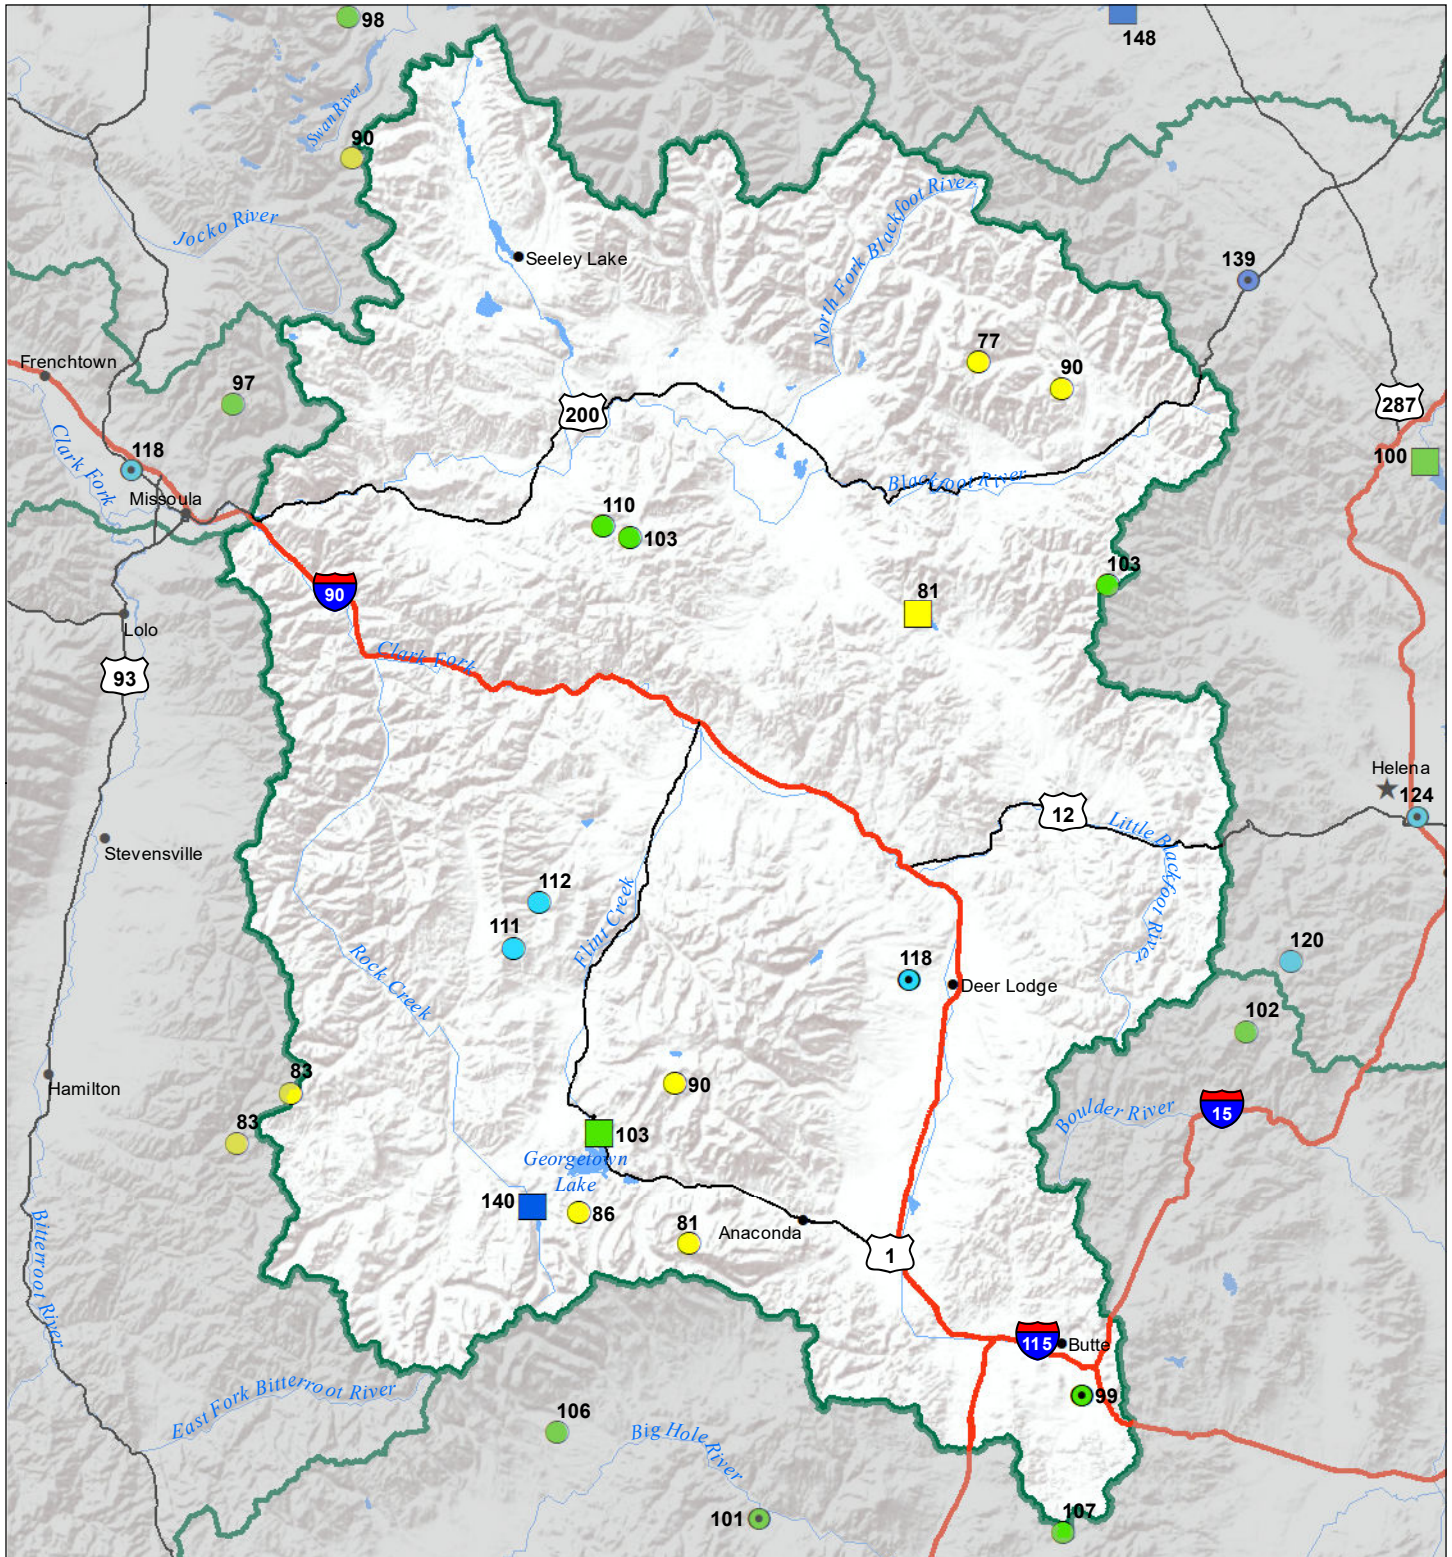 98
148
Swan River
90
Jocko River
Seeley Lake
North Fork Blackfoot River
139
77
90
Frenchtown
97
200
287
118
100
Clark Fork
Missoula
Blackfoot River
110
103
103
90
81
Lolo
Clark Fork
93
Helena
124
12
Little Blackfoot River
Stevensville
112
Flint Creek
111
120
Rock Creek
118
Deer Lodge
102
83
90
Hamilton
15
Boulder River
83
103
Georgetown
Lake
140
86
81
Anaconda
1
Bitterroot River
115
Butte
99
East Fork Bitterroot River
106
Big Hole River
101
107